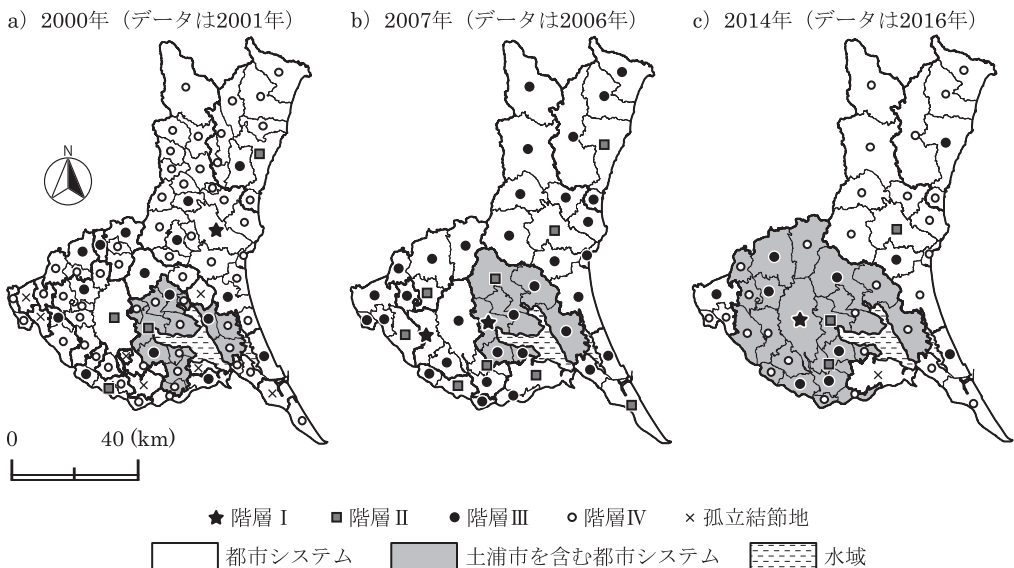 a）2000年（データは2001年）
b）2007年（データは2006年）
c）2014年（データは2016年）
N
0 40 (km)
階層Ⅰ 階層Ⅱ 階層Ⅲ 階層Ⅳ 孤立結節地
都市システム 土浦市を含む都市システム 水域